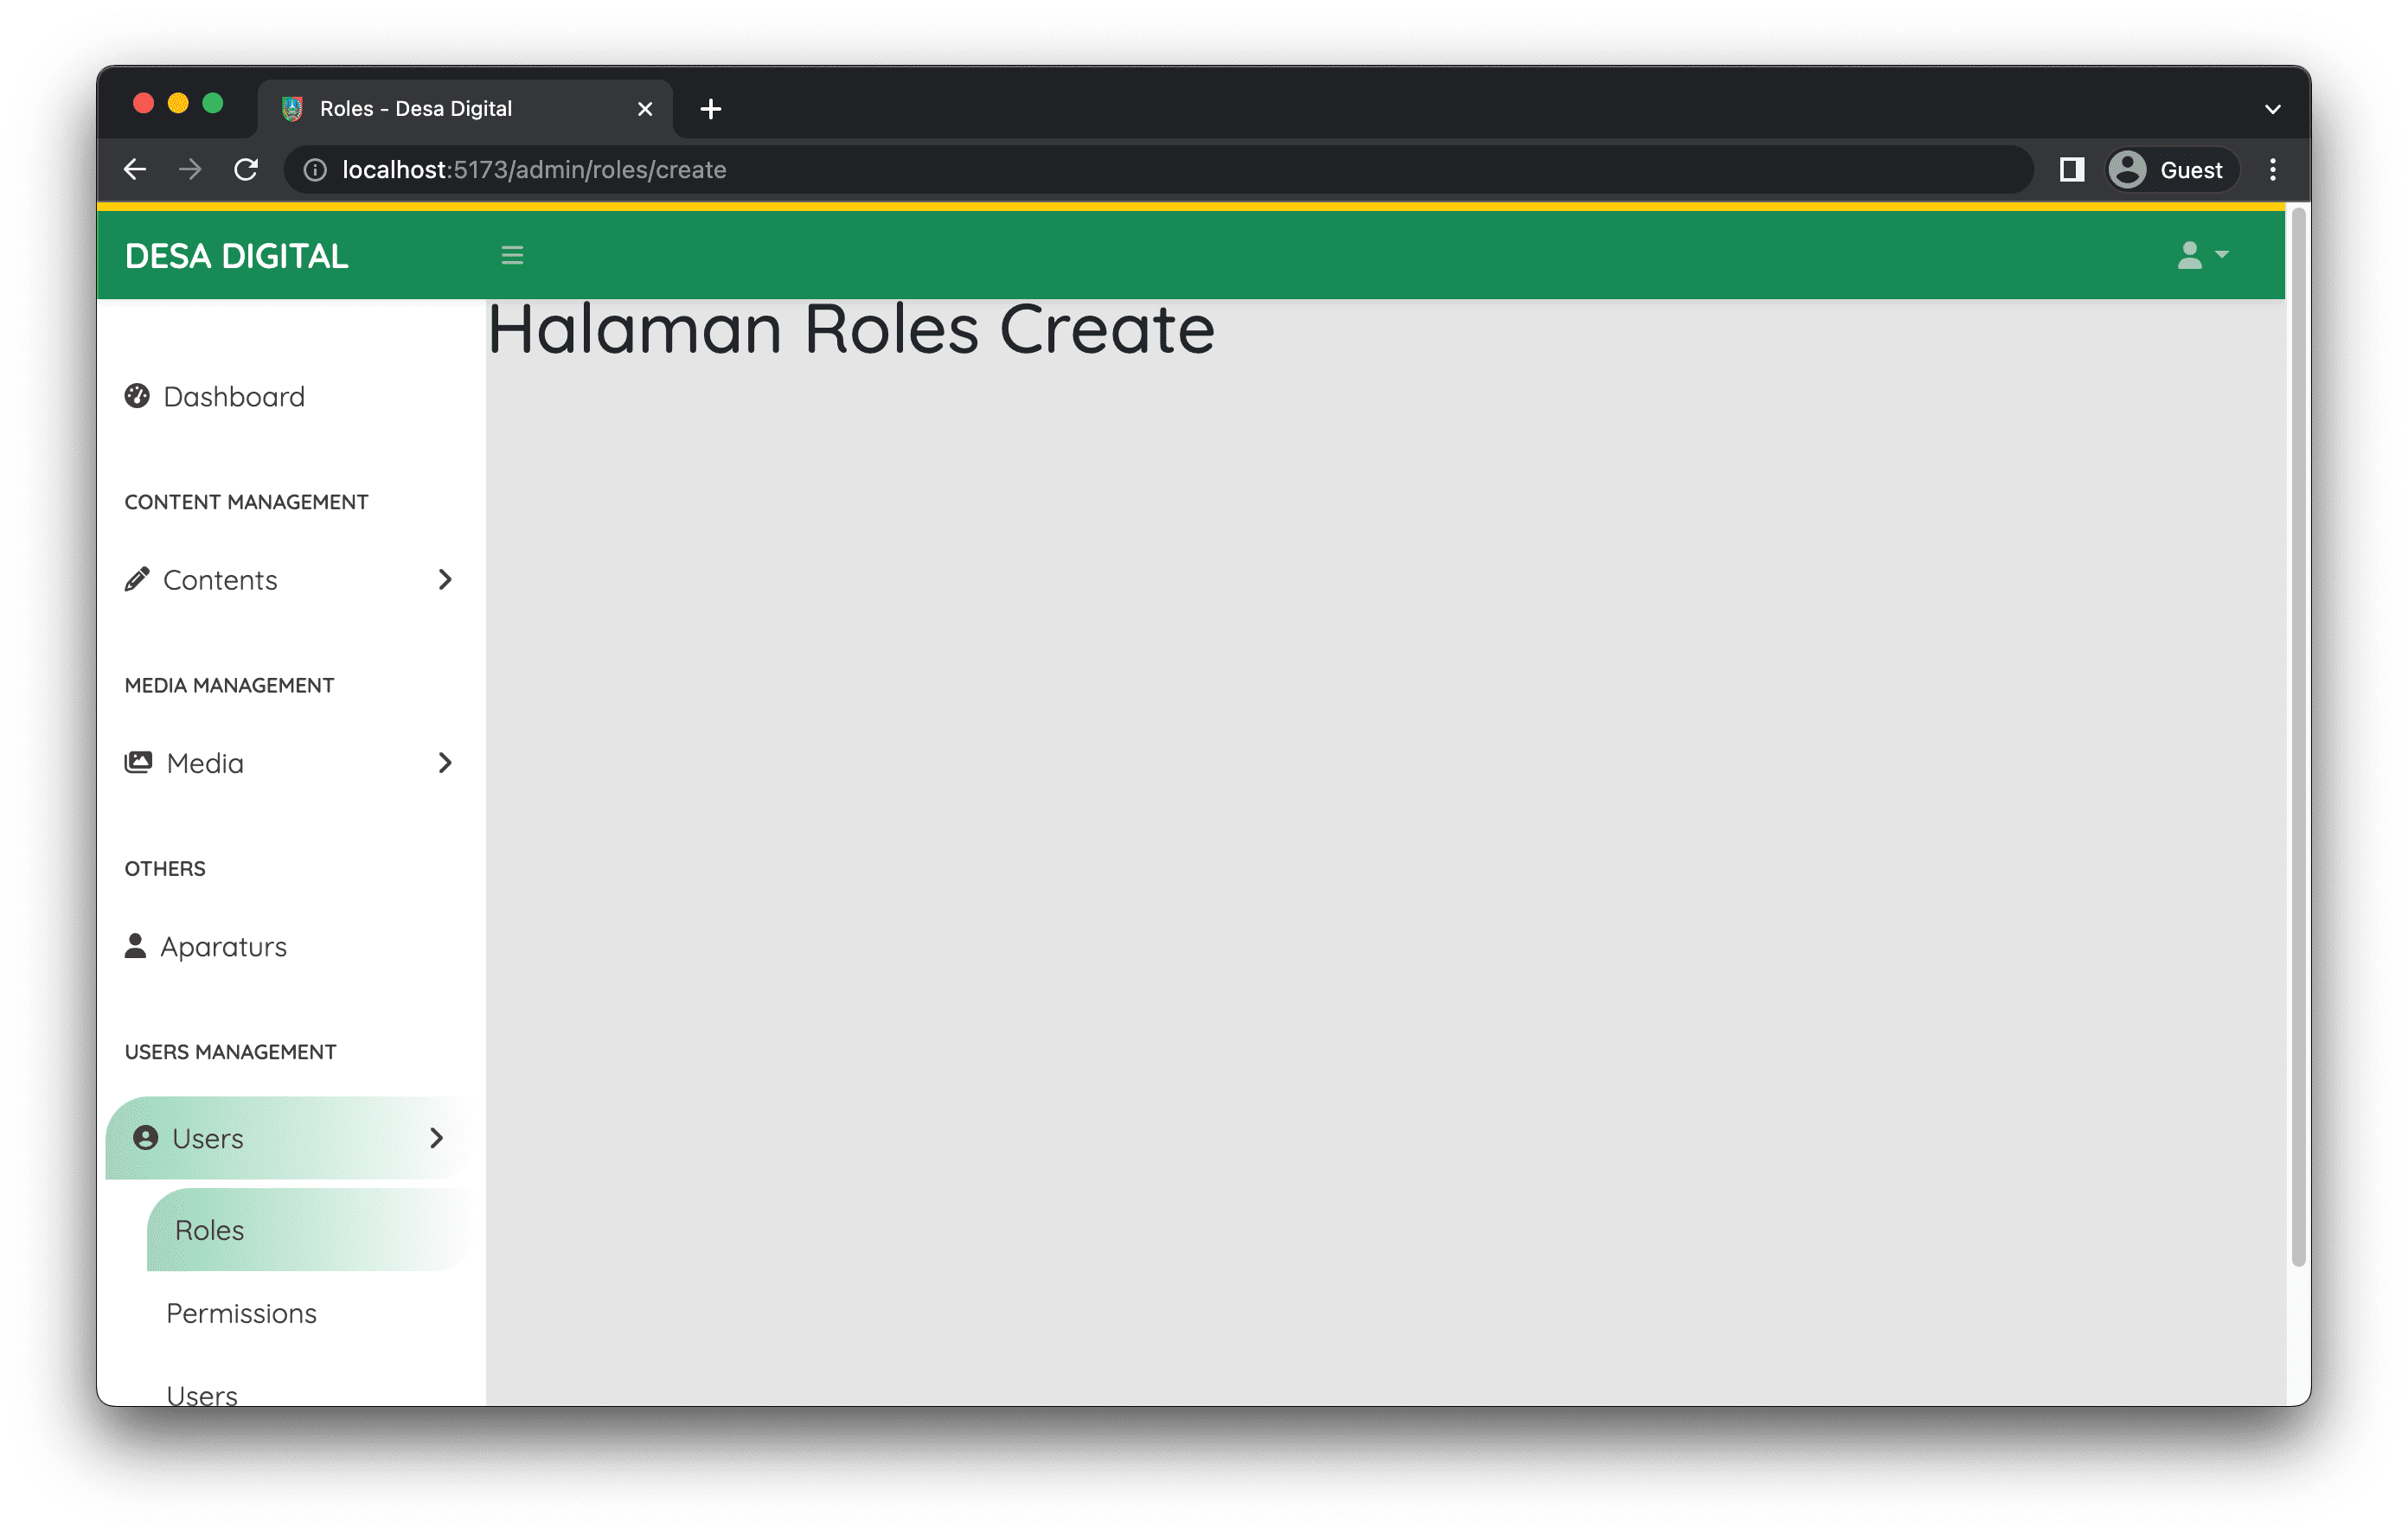 Roles - Desa Digital
localhost:5173/admin/roles/create
Guest
DESA DIGITAL
Halaman Roles Create
Dashboard
CONTENT MANAGEMENT
Contents
MEDIA MANAGEMENT
Media
OTHERS
Aparaturs
USERS MANAGEMENT
Users
Roles
Permissions
Users